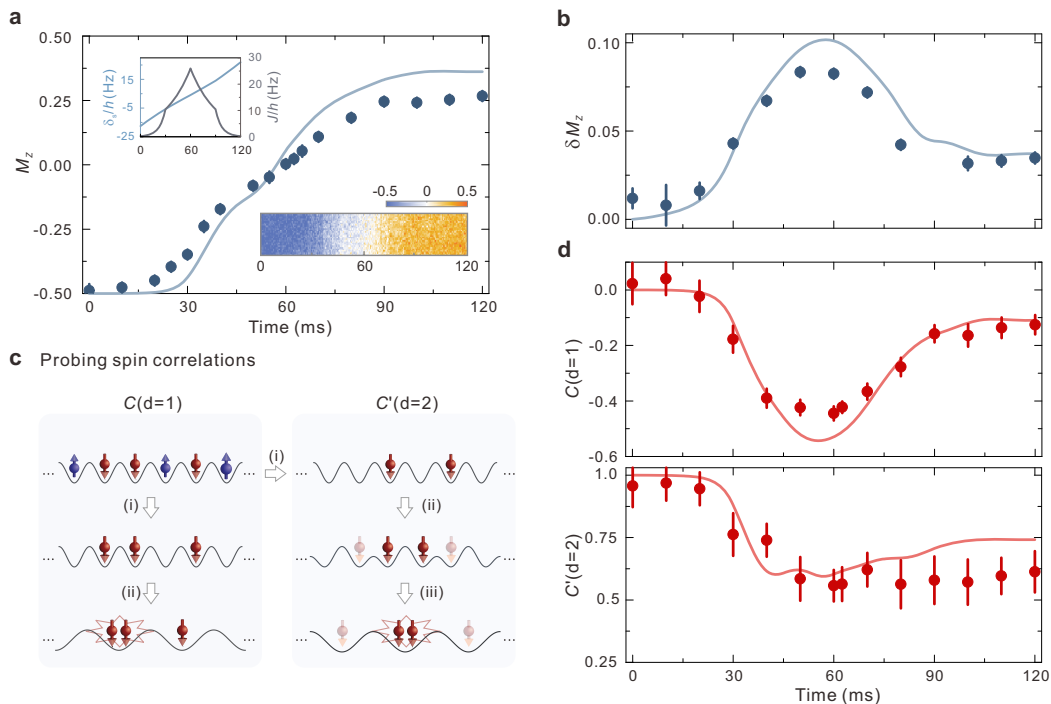 a
0.50
0.25
0.00
-0.25
-0.50
M_z
0 30 60 90 120
Time (ms)
δ_s/h (Hz)
15
-5
-25
0 60 120
30
20
10
0
J/h (Hz)
-0.5 0 0.5
0 60 120
b
0.10
0.05
0.00
δM_z
c Probing spin correlations
C(d=1)
C'(d=2)
(i)
...
...
...
...
(i)
(ii)
...
...
...
...
(ii)
(iii)
...
...
...
...
d
0.0
-0.2
-0.4
-0.6
C(d=1)
1.0
0.75
0.5
0.25
C'(d=2)
0 30 60 90 120
Time (ms)